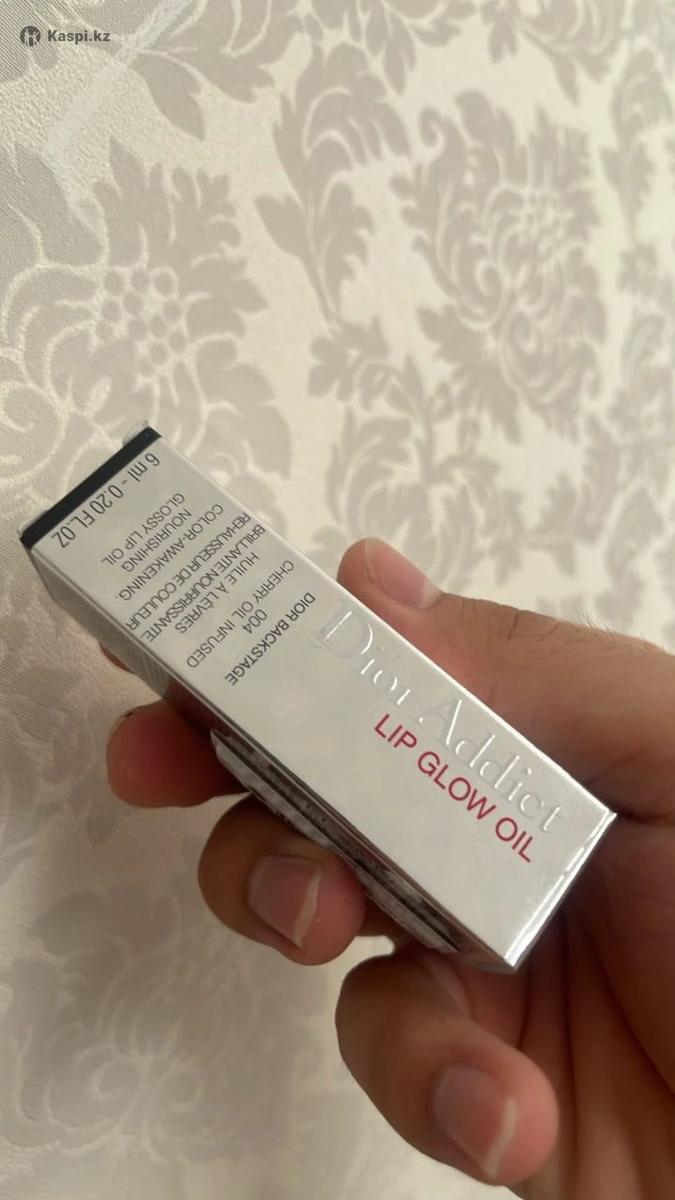 Kaspi.kz
Dior Addict
LIP GLOW OIL
DIOR BACKSTAGE
CHERRY OIL INFUSED
004
HUILE À LÈVRES
BRILLANTE NOURRISSANTE
REHAUSSEUR DE COULEUR
COLOR-AWAKENING,
NOURISHING
GLOSSY LIP OIL
6 ml - 0.20 FL.OZ